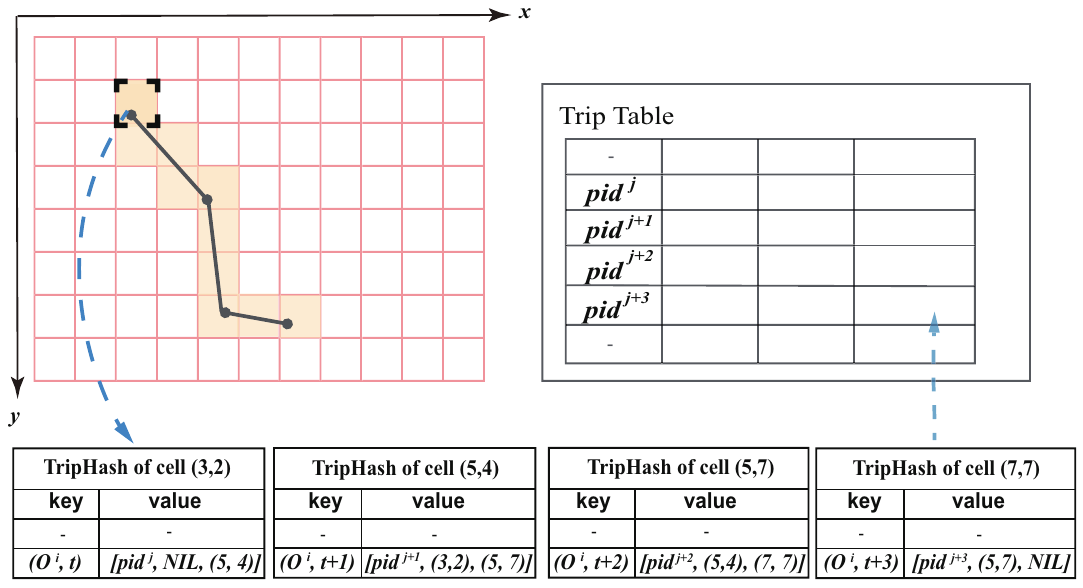 x
y
Trip Table
-
pid j
pid j+1
pid j+2
pid j+3
-
TripHash of cell (3,2)
key value
- -
(O i, t) [pid j, NIL, (5, 4)]
TripHash of cell (5,4)
key value
- -
(O i, t+1) [pid j+1, (3,2), (5, 7)]
TripHash of cell (5,7)
key value
- -
(O i, t+2) [pid j+2, (5,4), (7, 7)]
TripHash of cell (7,7)
key value
- -
(O i, t+3) [pid j+3, (5,7), NIL]